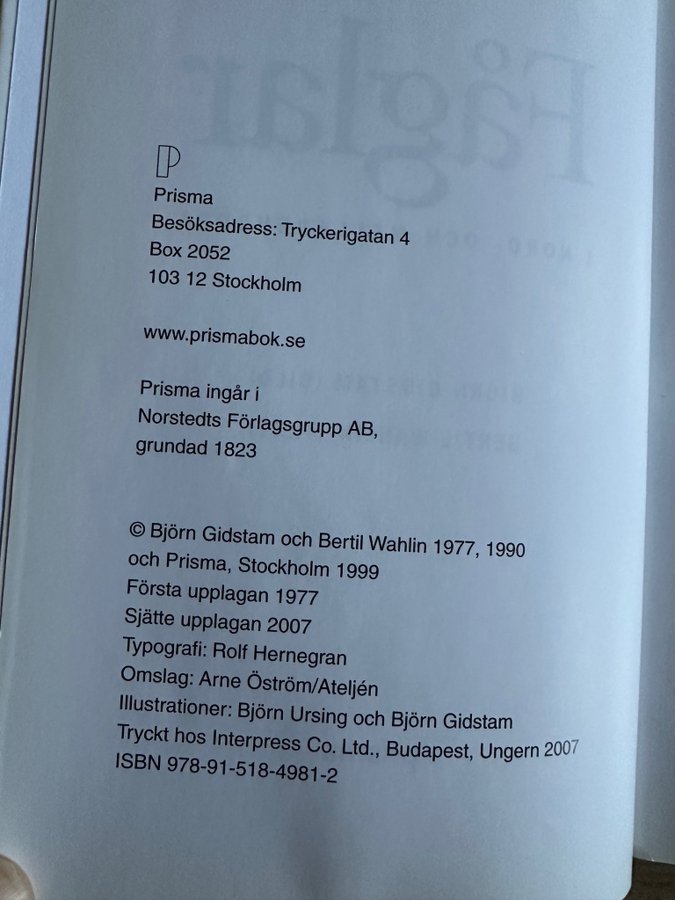 P
Prisma
Besöksadress: Tryckerigatan 4
Box 2052
103 12 Stockholm
www.prismabok.se
Prisma ingår i
Norstedts Förlagsgrupp AB,
grundad 1823
© Björn Gidstam och Bertil Wahlin 1977, 1990
och Prisma, Stockholm 1999
Första upplagan 1977
Sjätte upplagan 2007
Typografi: Rolf Hernegran
Omslag: Arne Öström/Ateljén
Illustrationer: Björn Ursing och Björn Gidstam
Tryckt hos Interpress Co. Ltd., Budapest, Ungern 2007
ISBN 978-91-518-4981-2
Fåglar